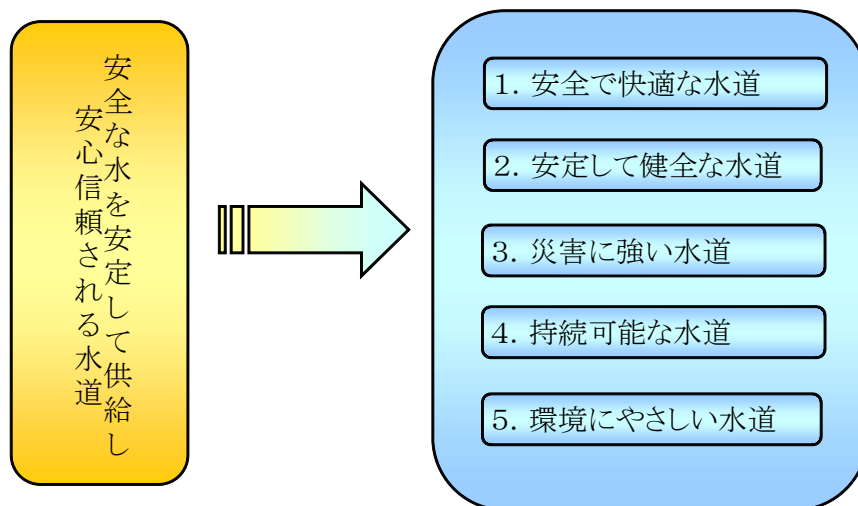 安全な水を安定して供給し
安心信頼される水道
1. 安全で快適な水道
2. 安定して健全な水道
3. 災害に強い水道
4. 持続可能な水道
5. 環境にやさしい水道